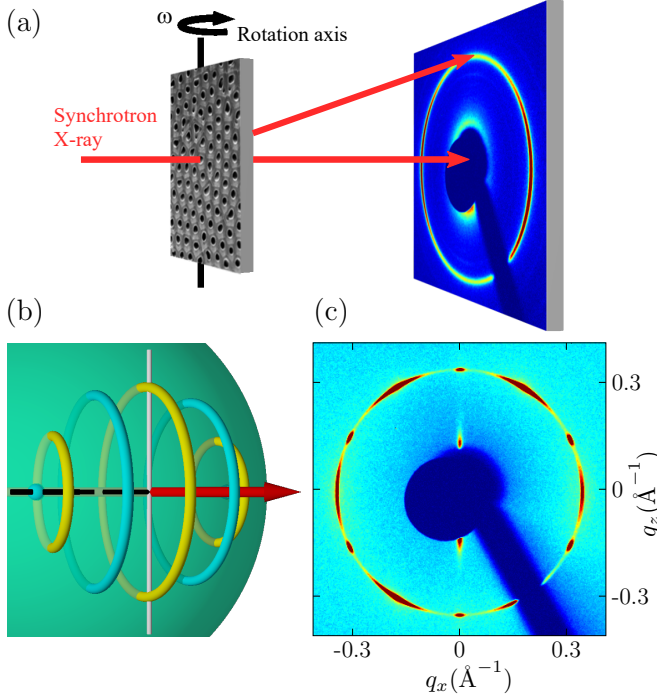 (a)
ω
Rotation axis
Synchrotron
X-ray
(b)
(c)
0.3
0
-0.3
q_z(Å⁻¹)
-0.3
0
0.3
q_x(Å⁻¹)